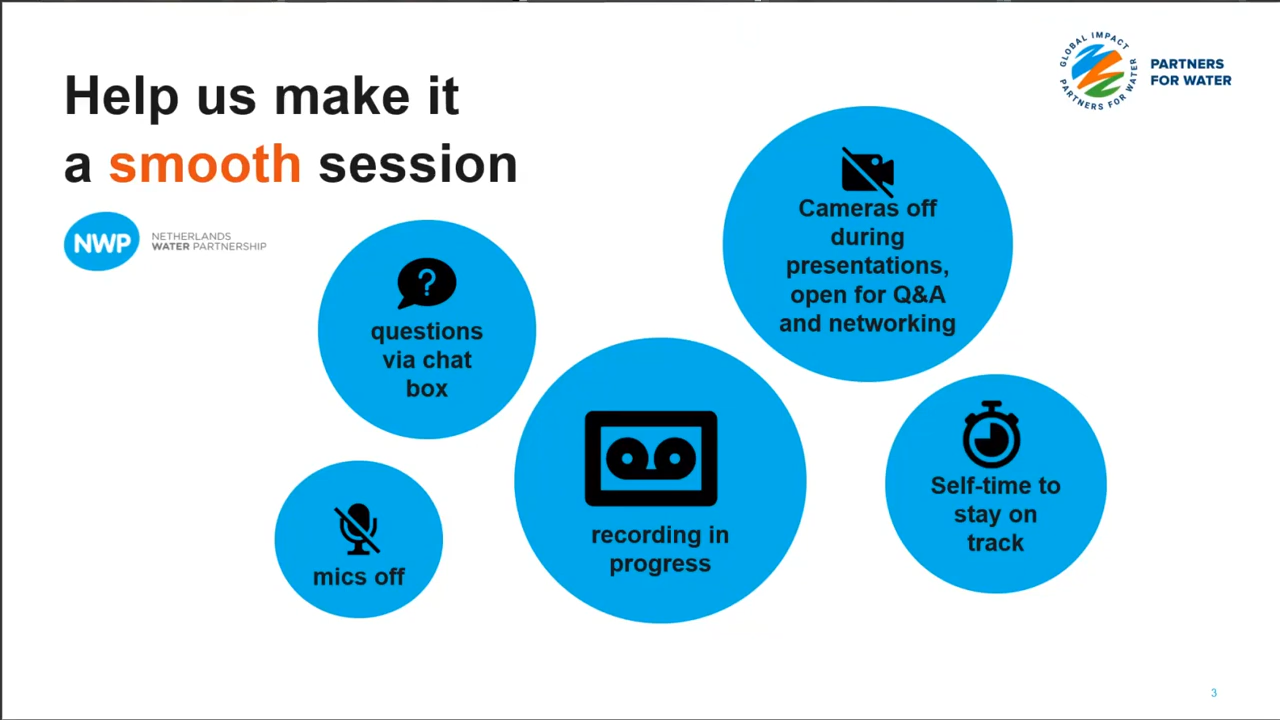 Help us make it
a smooth session
GLOBAL IMPACT
PARTNERS FOR WATER
PARTNERS
FOR WATER
NWP
NETHERLANDS
WATER PARTNERSHIP
?
questions
via chat
box
Cameras off
during
presentations,
open for Q&A
and networking
mics off
recording in
progress
Self-time to
stay on
track
3